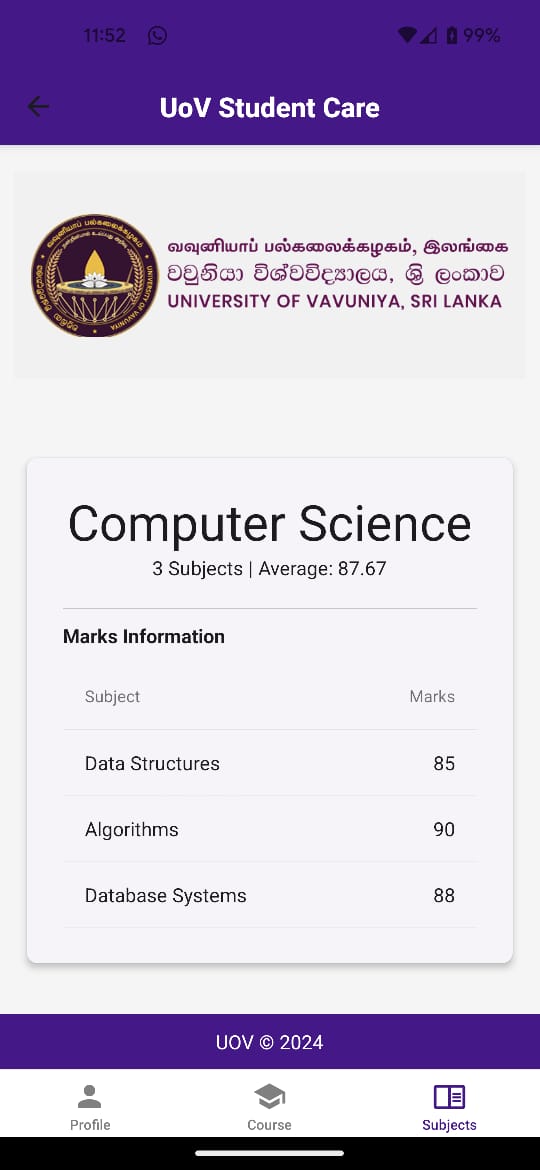 11:52
99%
UoV Student Care
வவுனியாப் பல்கலைக்கழகம், இலங்கை
වවුනියා විශ්වවිද්‍යාලය, ශ්‍රි ලංකාව
UNIVERSITY OF VAVUNIYA, SRI LANKA
Computer Science
3 Subjects | Average: 87.67
Marks Information
Subject Marks
Data Structures 85
Algorithms 90
Database Systems 88
UOV © 2024
Profile Course Subjects